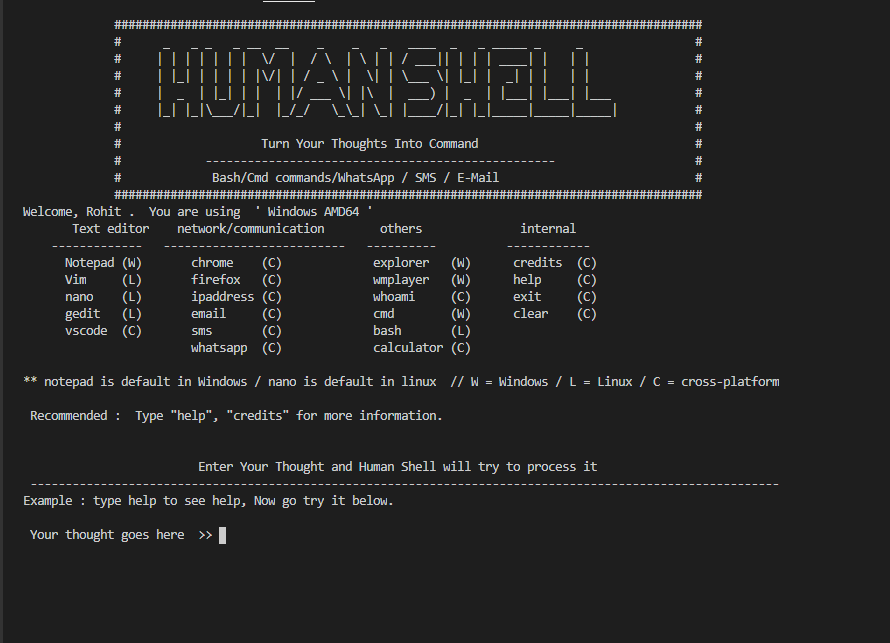 HUMANSHELL
Turn Your Thoughts Into Command
Bash/Cmd commands/WhatsApp / SMS / E-Mail
Welcome, Rohit .  You are using  ' Windows AMD64 '
Text editor    network/communication        others              internal
Notepad (W)       chrome    (C)             explorer   (W)      credits  (C)
Vim     (L)       firefox   (C)             wmplayer   (W)      help     (C)
nano    (L)       ipaddress (C)             whoami     (C)      exit     (C)
gedit   (L)       email     (C)             cmd        (W)      clear    (C)
vscode  (C)       sms       (C)             bash       (L)
whatsapp  (C)             calculator (C)
** notepad is default in Windows / nano is default in linux  // W = Windows / L = Linux / C = cross-platform
Recommended :  Type "help", "credits" for more information.
Enter Your Thought and Human Shell will try to process it
Example : type help to see help, Now go try it below.
Your thought goes here  >>